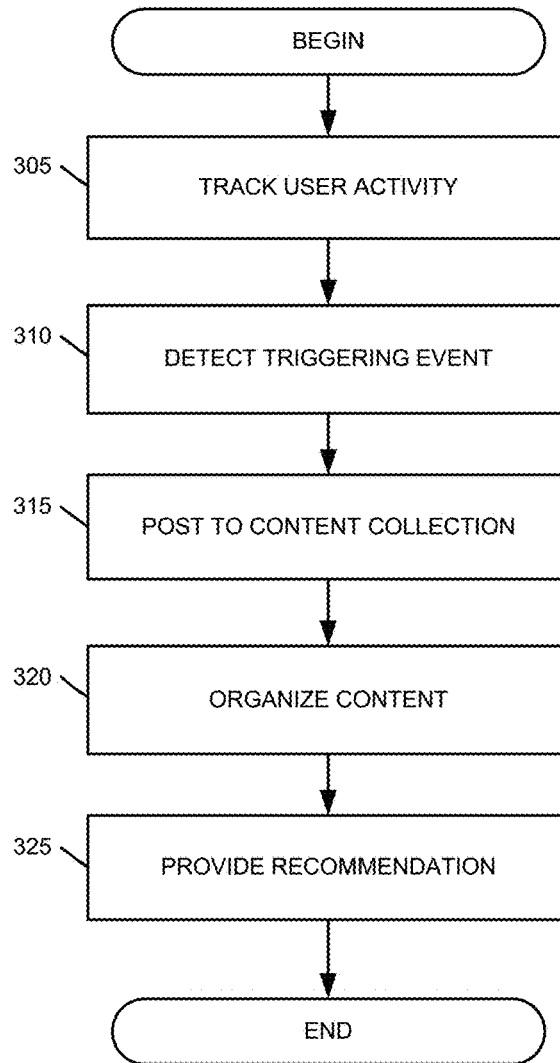 BEGIN
305
TRACK USER ACTIVITY
310
DETECT TRIGGERING EVENT
315
POST TO CONTENT COLLECTION
320
ORGANIZE CONTENT
325
PROVIDE RECOMMENDATION
END